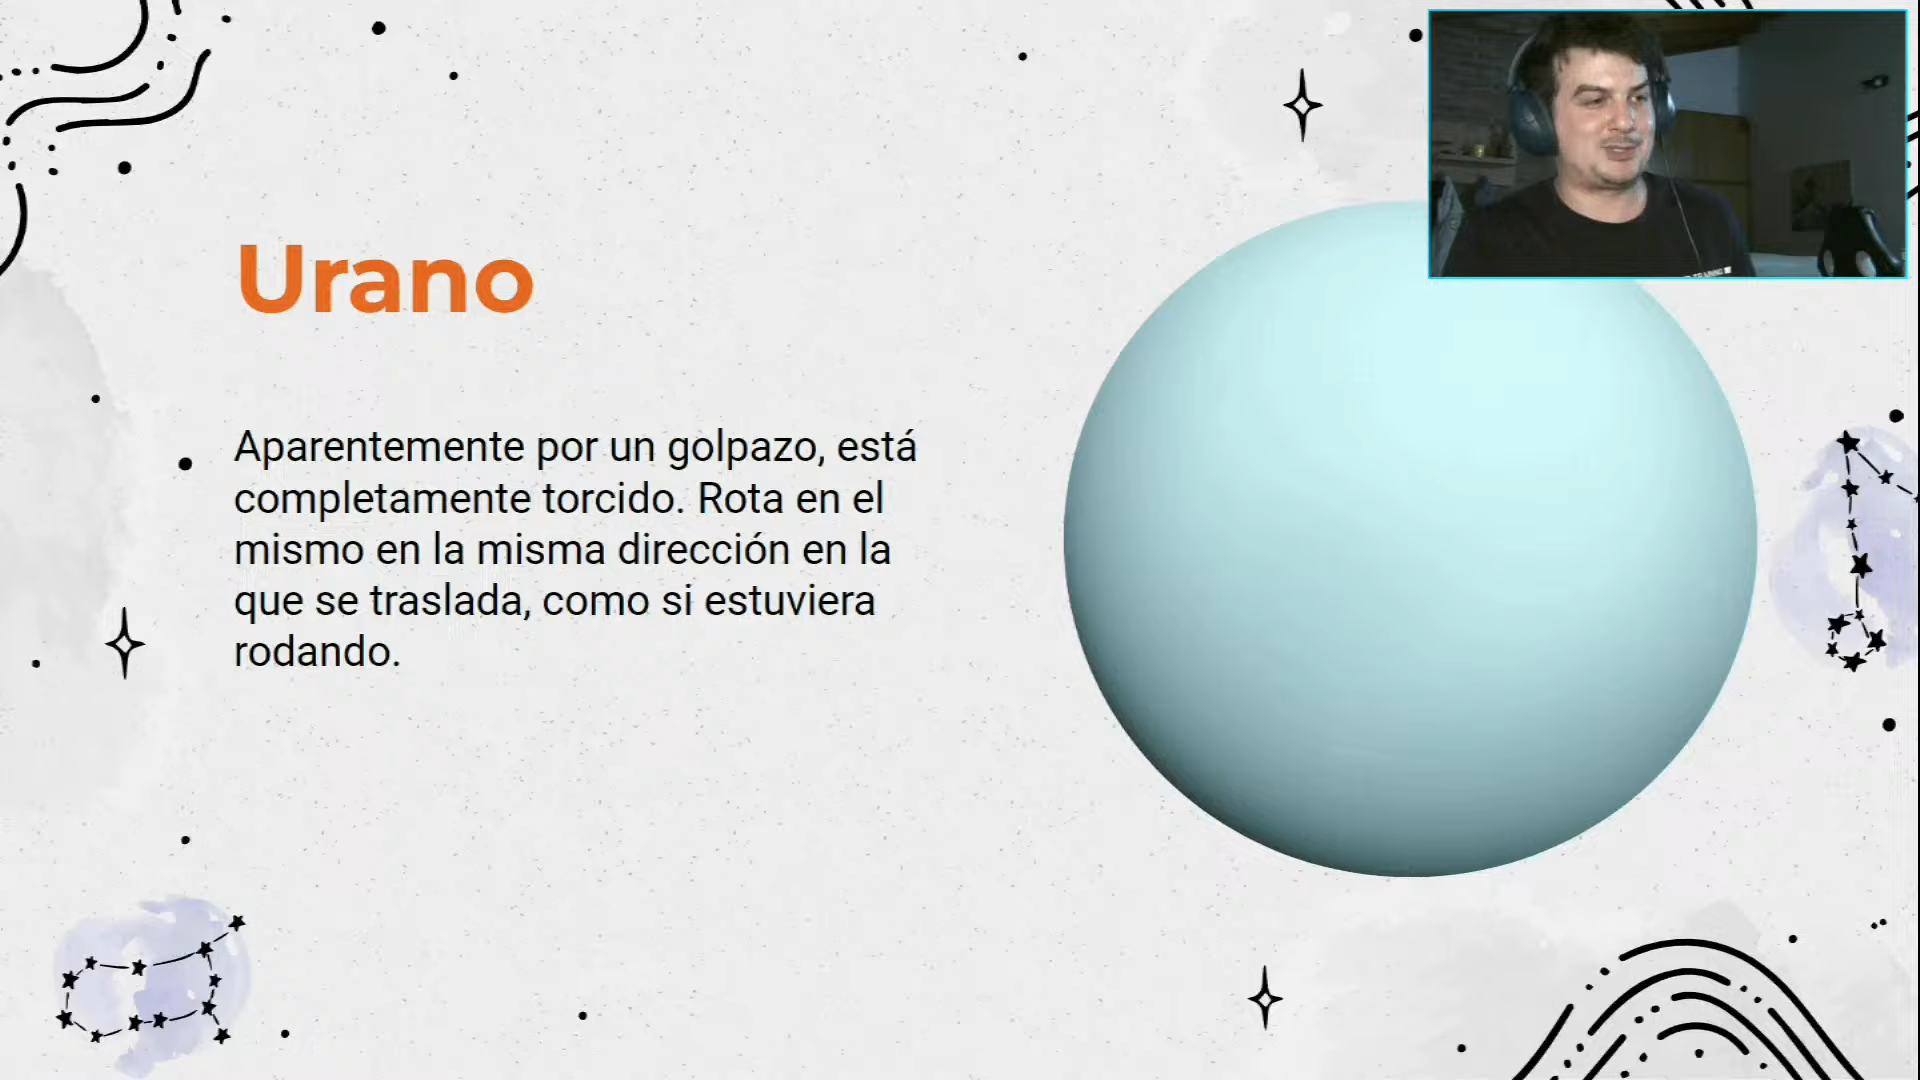 Urano
Aparentemente por un golpazo, está
completamente torcido. Rota en el
mismo en la misma dirección en la
que se traslada, como si estuviera
rodando.